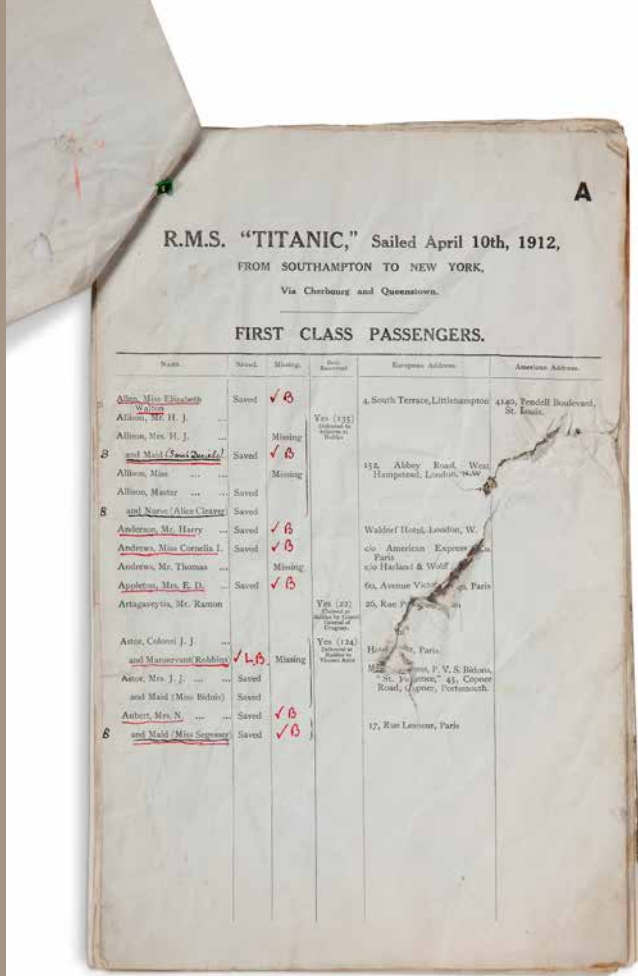 A
R.M.S. "TITANIC," Sailed April 10th, 1912,
FROM SOUTHAMPTON TO NEW YORK,
Via Cherbourg and Queenstown.
FIRST CLASS PASSENGERS.
Name. Saved. Missing. Body Recovered European Address. American Address.
Allen, Miss Elizabeth Saved ✓B 4, South Terrace, Littlehampton 4140, Pendell Boulevard,
Walton St. Louis.
Allison, Mr. H. J. ... Yes (135)
Allison, Mrs. H. J. Missing
B and Maid (Sarah Daniels) Saved ✓B
152, Abbey Road, West
Allison, Miss ... Missing Hampstead, London, N.W.
Allison, Master ... ... Saved
B and Nurse (Alice Cleaver) Saved
Anderson, Mr. Harry ... Saved ✓B Waldorf Hotel, London, W.
Andrews, Miss Cornelia I. Saved ✓B c/o American Express Co.
Paris
Andrews, Mr. Thomas ... Missing c/o Harland & Wolff
Appleton, Mrs. E. D. ... Saved ✓B 60, Avenue Paris
Artagaveytia, Mr. Ramon Yes (22) 26, Rue
Astor, Colonel J. J. ... Yes (124)
Paris
and Manservant (Robbins) ✓L.B. Missing P. V. S. Bidois,
Astor, Mrs. J. J. ... ... Saved 45, Copner
Road, Copner, Portsmouth.
and Maid (Miss Bidois) Saved
Aubert, Mrs. N. ... ... Saved ✓B
17, Rue Lesueur, Paris
B and Maid (Miss Segesser) Saved ✓B